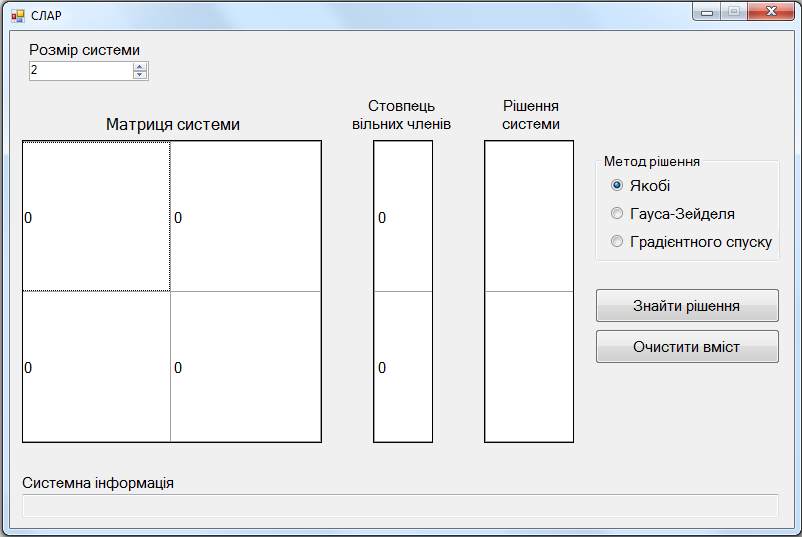 СЛАР
Розмір системи
2
Матриця системи
Стовпець
вільних членів
Рішення
системи
0
0
0
0
0
0
Метод рішення
Якобі
Гауса-Зейделя
Градієнтного спуску
Знайти рішення
Очистити вміст
Системна інформація